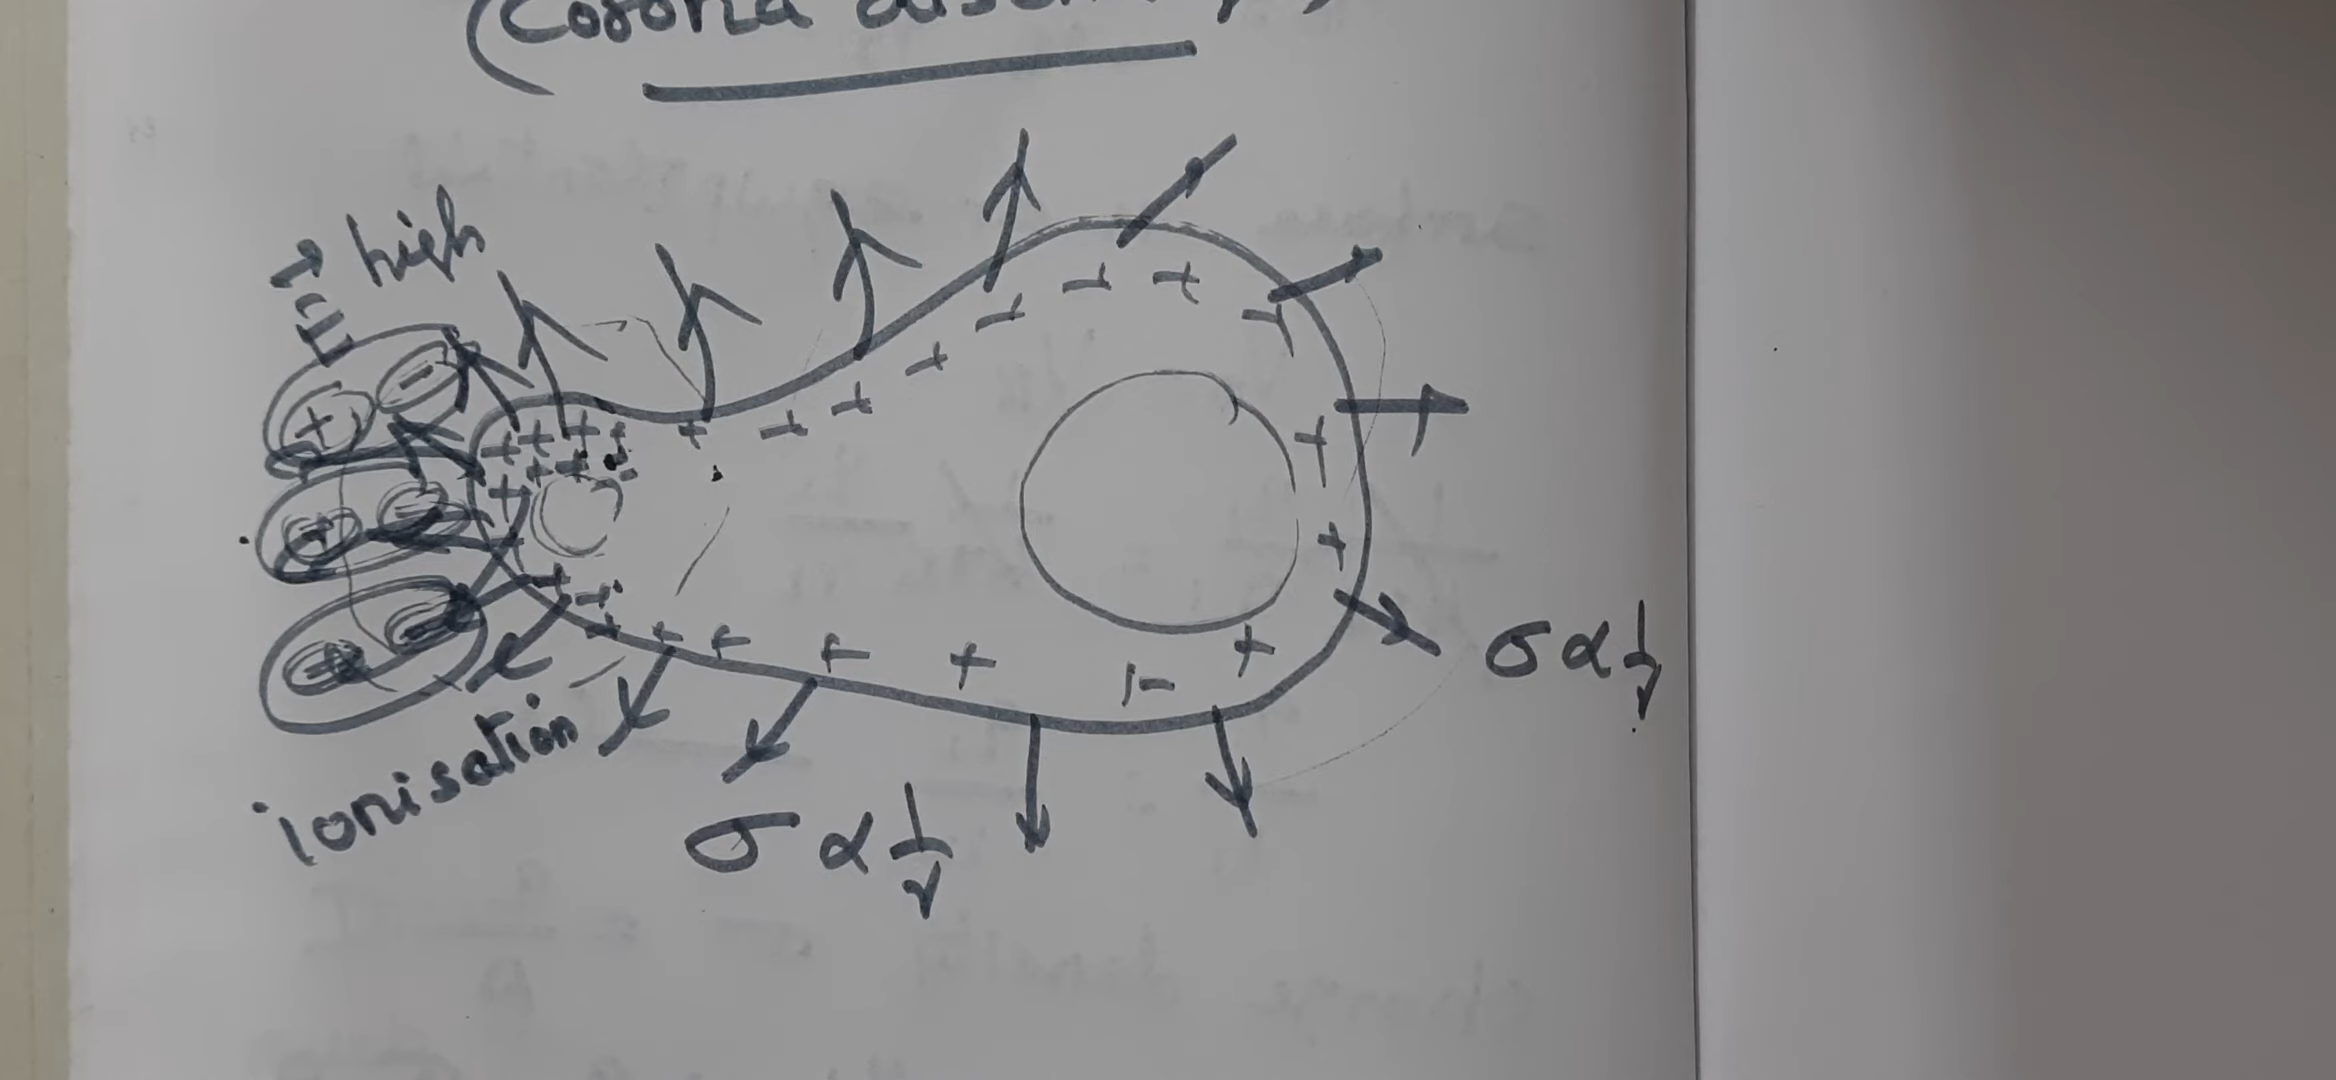 (Corona
E⃗ high
ionisation
σ α 1/r
σ α 1/r